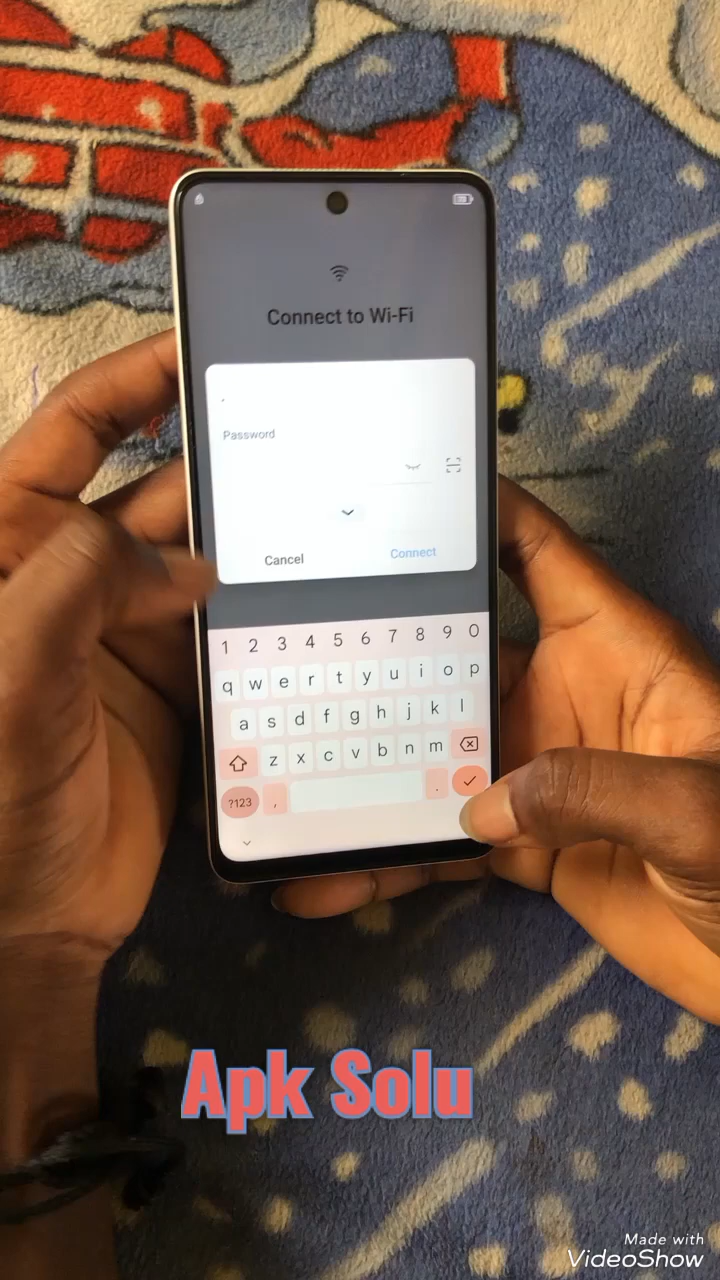 Connect to Wi-Fi
Password
Cancel
Connect
1 2 3 4 5 6 7 8 9 0
q w e r t y u i o p
a s d f g h j k l
z x c v b n m
?123 , .
Apk Solu
Made with
VideoShow